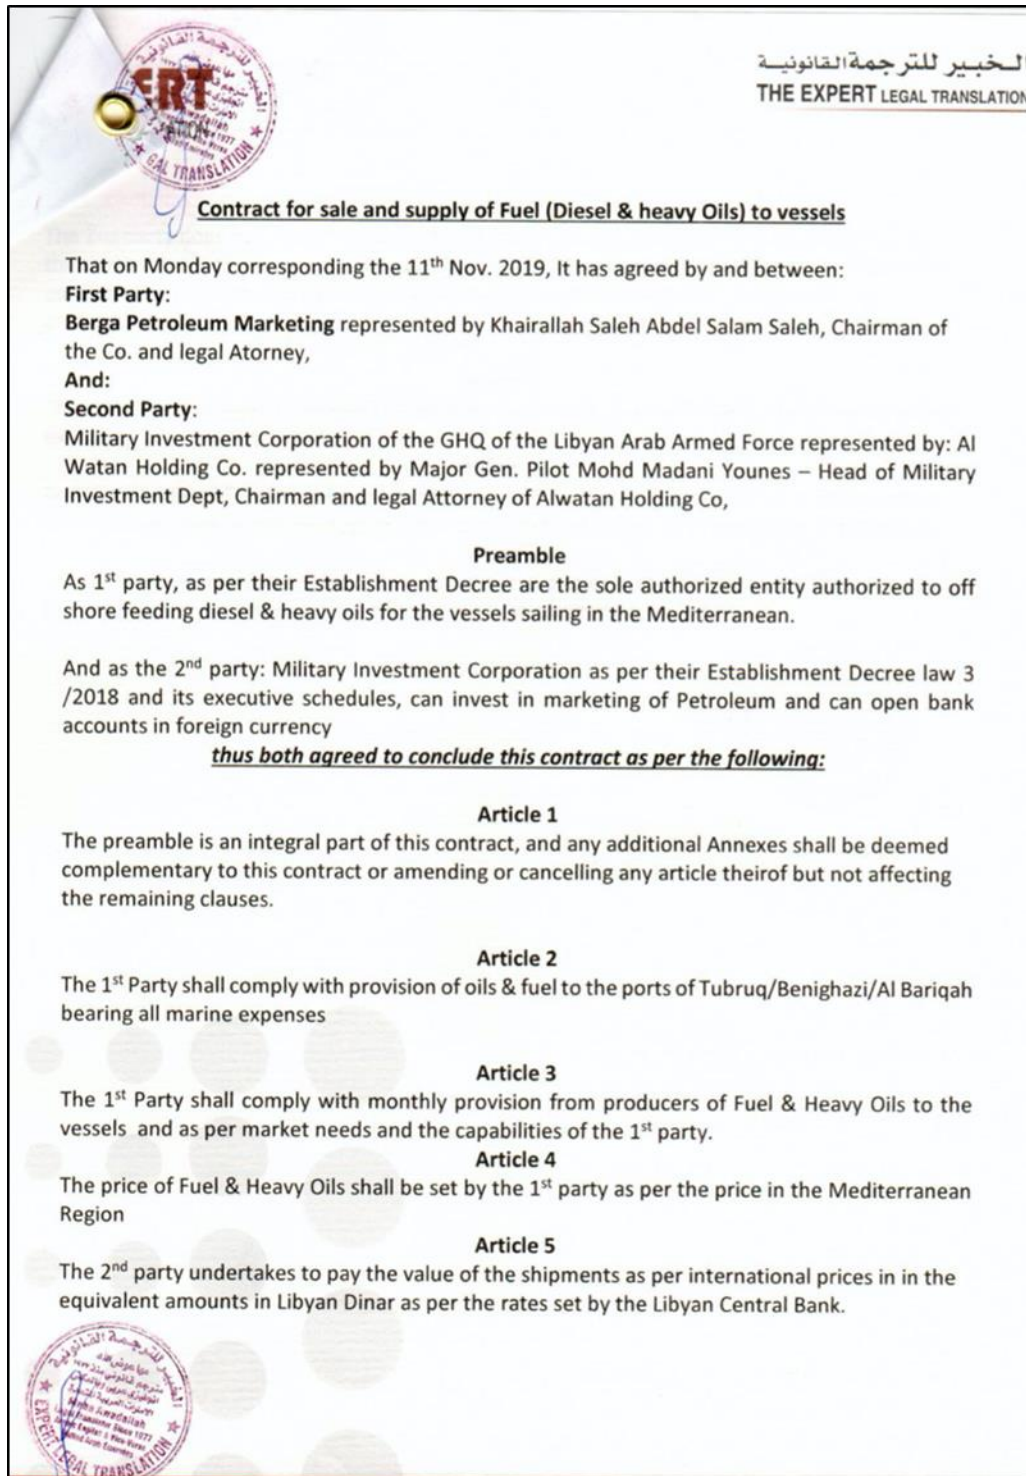 الخبير للترجمة القانونية
THE EXPERT LEGAL TRANSLATION
ERT
GAL TRANSLATION
Contract for sale and supply of Fuel (Diesel & heavy Oils) to vessels
That on Monday corresponding the 11th Nov. 2019, It has agreed by and between:
First Party:
Berga Petroleum Marketing represented by Khairallah Saleh Abdel Salam Saleh, Chairman of
the Co. and legal Atorney,
And:
Second Party:
Military Investment Corporation of the GHQ of the Libyan Arab Armed Force represented by: Al
Watan Holding Co. represented by Major Gen. Pilot Mohd Madani Younes – Head of Military
Investment Dept, Chairman and legal Attorney of Alwatan Holding Co,
Preamble
As 1st party, as per their Establishment Decree are the sole authorized entity authorized to off
shore feeding diesel & heavy oils for the vessels sailing in the Mediterranean.
And as the 2nd party: Military Investment Corporation as per their Establishment Decree law 3
/2018 and its executive schedules, can invest in marketing of Petroleum and can open bank
accounts in foreign currency
thus both agreed to conclude this contract as per the following:
Article 1
The preamble is an integral part of this contract, and any additional Annexes shall be deemed
complementary to this contract or amending or cancelling any article theirof but not affecting
the remaining clauses.
Article 2
The 1st Party shall comply with provision of oils & fuel to the ports of Tubruq/Benighazi/Al Bariqah
bearing all marine expenses
Article 3
The 1st Party shall comply with monthly provision from producers of Fuel & Heavy Oils to the
vessels and as per market needs and the capabilities of the 1st party.
Article 4
The price of Fuel & Heavy Oils shall be set by the 1st party as per the price in the Mediterranean
Region
Article 5
The 2nd party undertakes to pay the value of the shipments as per international prices in in the
equivalent amounts in Libyan Dinar as per the rates set by the Libyan Central Bank.
الخبير للترجمة القانونية
EXPERT LEGAL TRANSLATION